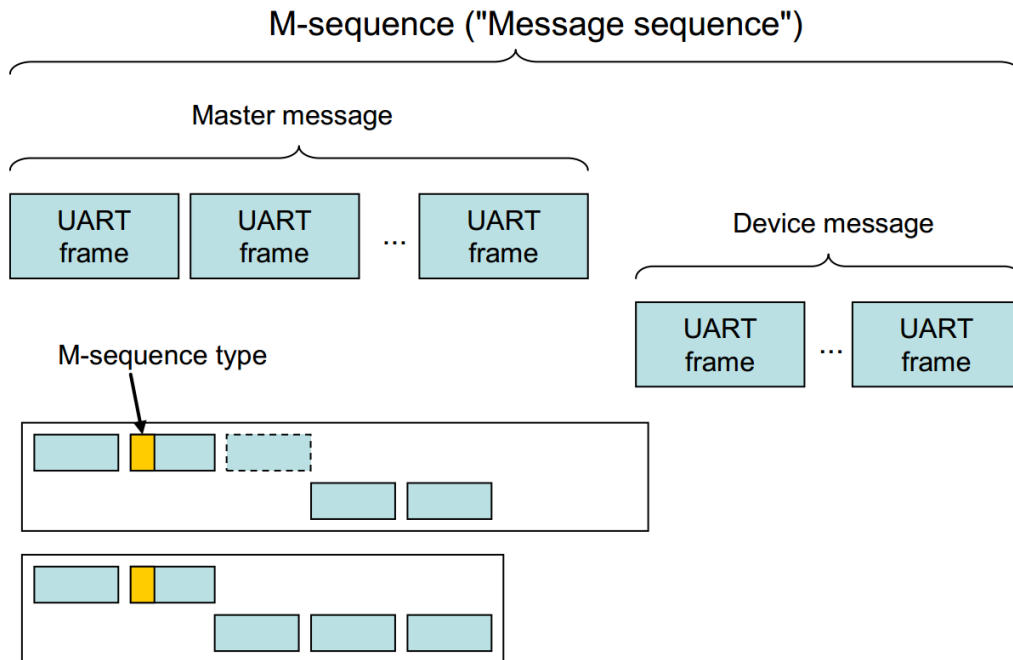 M-sequence ("Message sequence")
Master message
UART
frame
UART
frame
...
UART
frame
Device message
UART
frame
...
UART
frame
M-sequence type